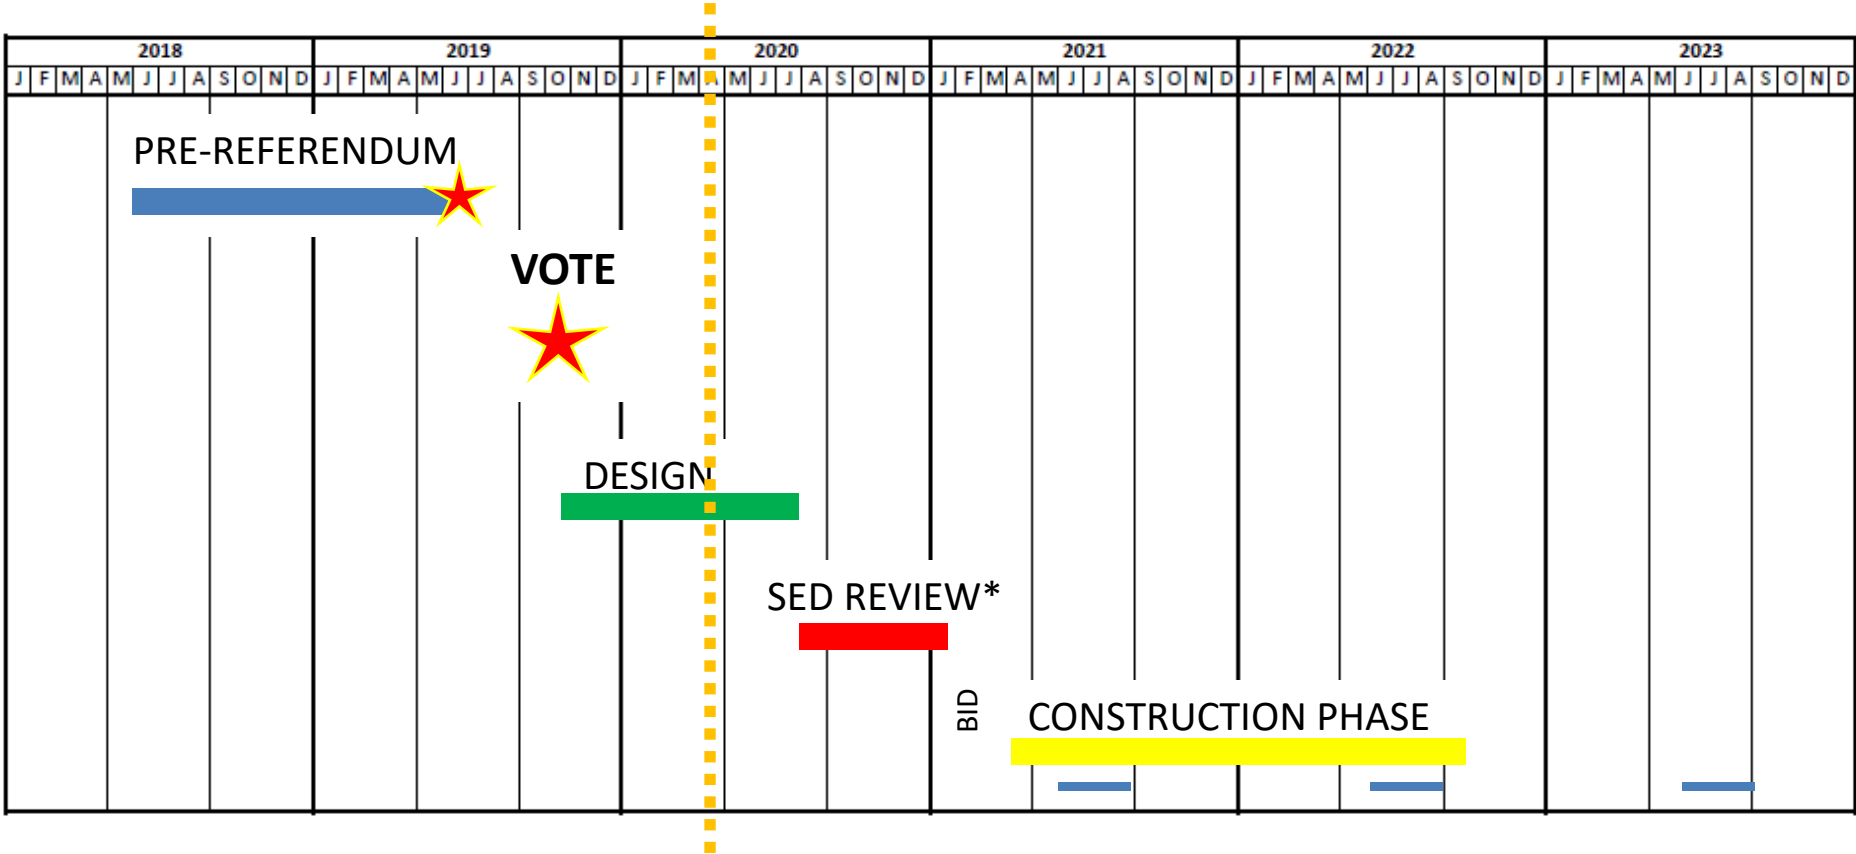 2018 2019 2020 2021 2022 2023
J F M A M J J A S O N D J F M A M J J A S O N D J F M A M J J A S O N D J F M A M J J A S O N D J F M A M J J A S O N D J F M A M J J A S O N D
PRE-REFERENDUM
VOTE
DESIGN
SED REVIEW*
BID
CONSTRUCTION PHASE